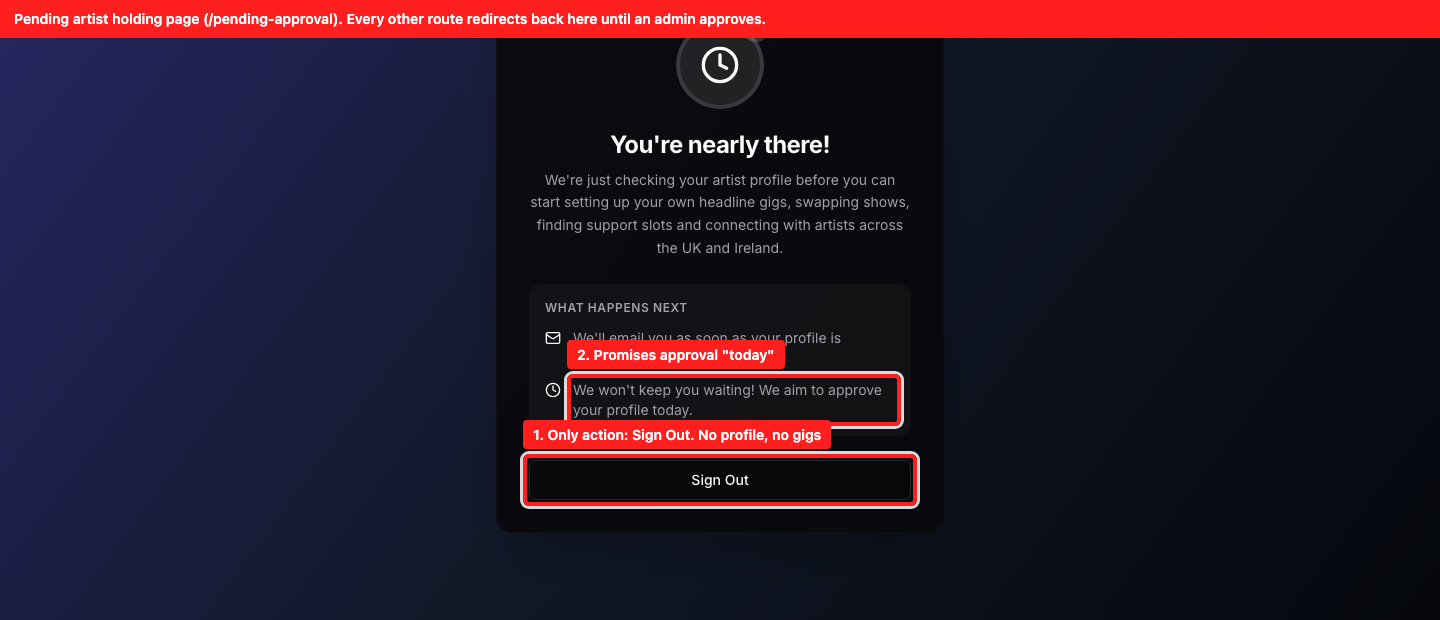 Pending artist holding page (/pending-approval). Every other route redirects back here until an admin approves.
You're nearly there!
We're just checking your artist profile before you can
start setting up your own headline gigs, swapping shows,
finding support slots and connecting with artists across
the UK and Ireland.
WHAT HAPPENS NEXT
We'll email you as soon as your profile is
2. Promises approval "today"
We won't keep you waiting! We aim to approve
your profile today.
1. Only action: Sign Out. No profile, no gigs
Sign Out